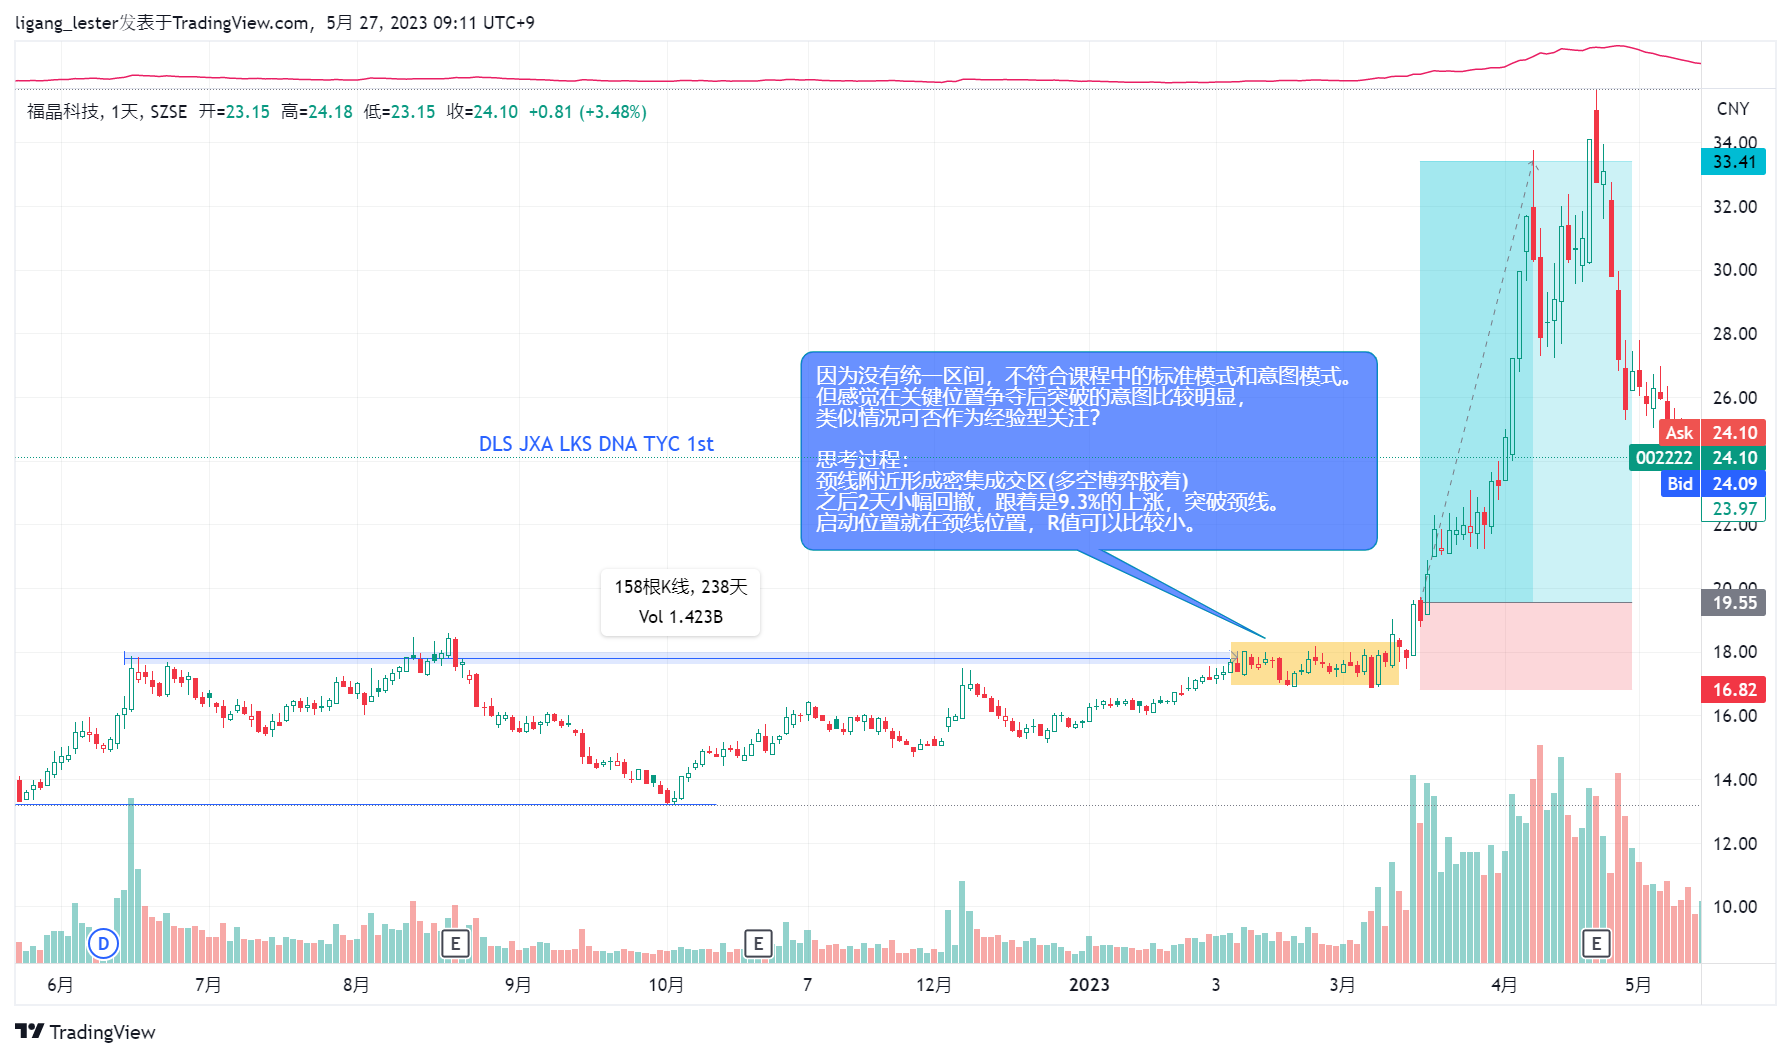 ligang_lester发表于TradingView.com，5月 27, 2023 09:11 UTC+9
福晶科技, 1天, SZSE 开=23.15 高=24.18 低=23.15 收=24.10 +0.81 (+3.48%)
CNY
34.00
33.41
32.00
30.00
28.00
26.00
Ask 24.10
002222 24.10
Bid 24.09
23.97
22.00
20.00
19.55
18.00
16.82
16.00
14.00
12.00
10.00
因为没有统一区间，不符合课程中的标准模式和意图模式。
但感觉在关键位置争夺后突破的意图比较明显，
类似情况可否作为经验型关注？
思考过程：
颈线附近形成密集成交区(多空博弈胶着)
之后2天小幅回撤，跟着是9.3%的上涨，突破颈线。
启动位置就在颈线位置，R值可以比较小。
DLS JXA LKS DNA TYC 1st
158根K线, 238天
Vol 1.423B
D
E
E
E
6月 7月 8月 9月 10月 7 12月 2023 3 3月 4月 5月
TradingView